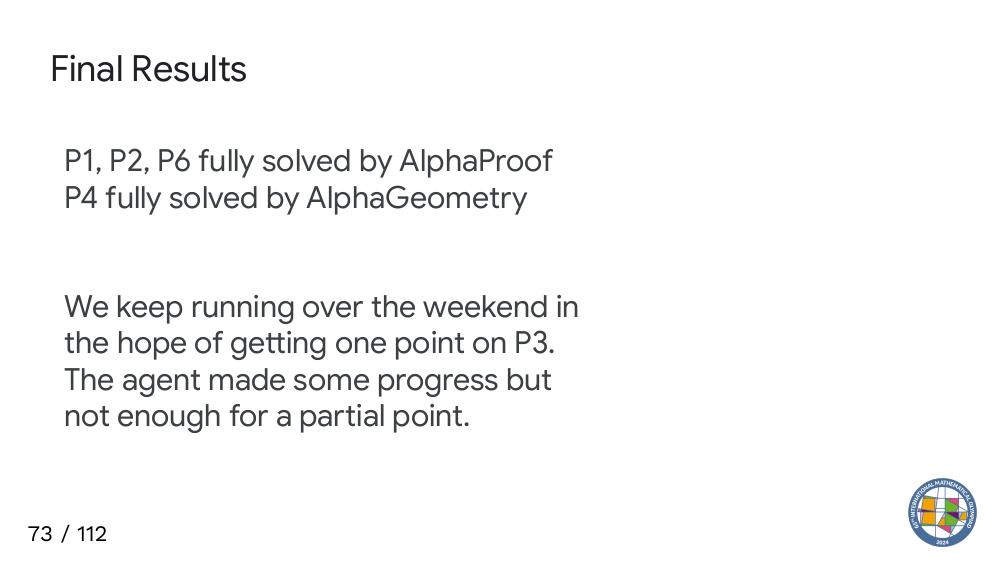 Final Results
P1, P2, P6 fully solved by AlphaProof
P4 fully solved by AlphaGeometry
We keep running over the weekend in
the hope of getting one point on P3.
The agent made some progress but
not enough for a partial point.
73 / 112
INTERNATIONAL MATHEMATICAL OLYMPIAD
2024